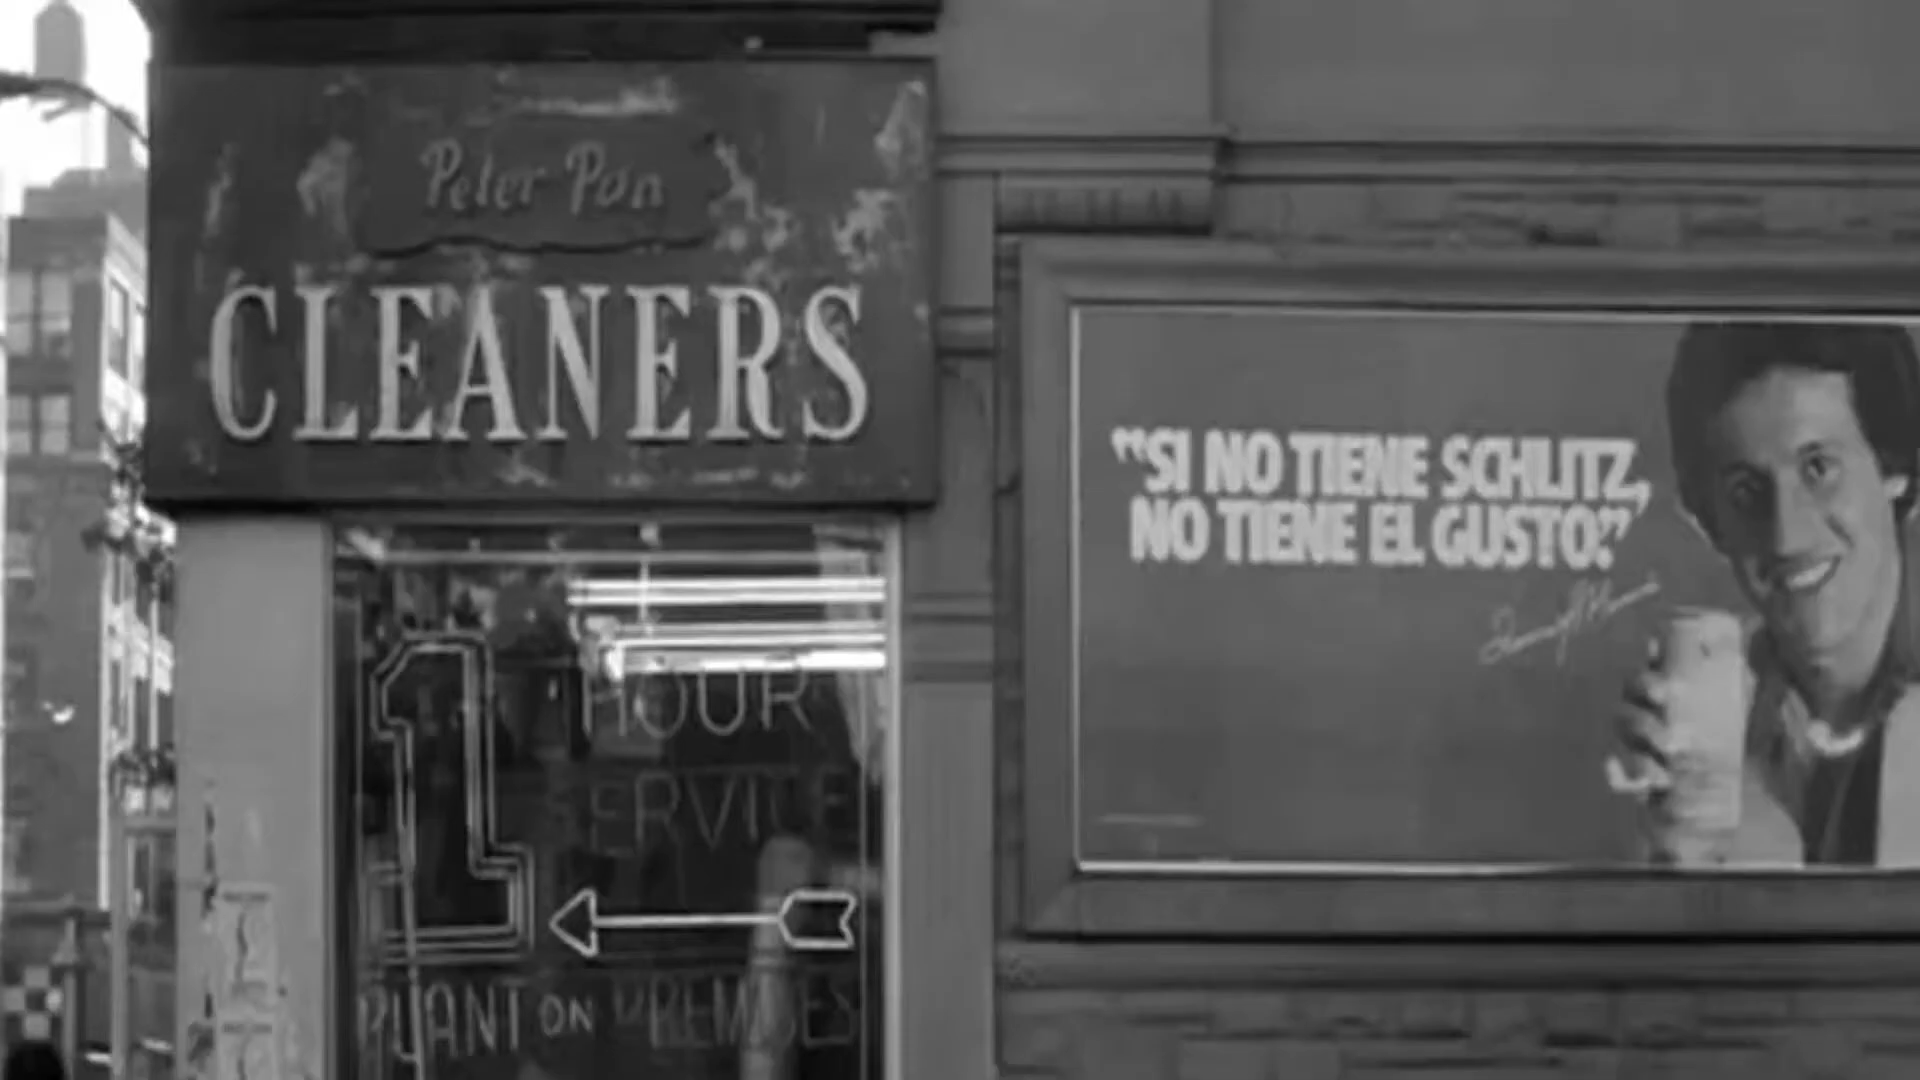 Peter Pan
CLEANERS
1 HOUR
SERVICE
PLANT ON PREMISES
"SI NO TIENE SCHLITZ,
NO TIENE EL GUSTO."